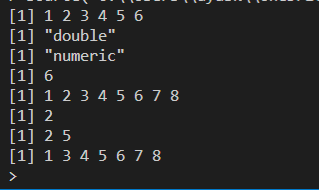 [1] 1 2 3 4 5 6
[1] "double"
[1] "numeric"
[1] 6
[1] 1 2 3 4 5 6 7 8
[1] 2
[1] 2 5
[1] 1 3 4 5 6 7 8
>